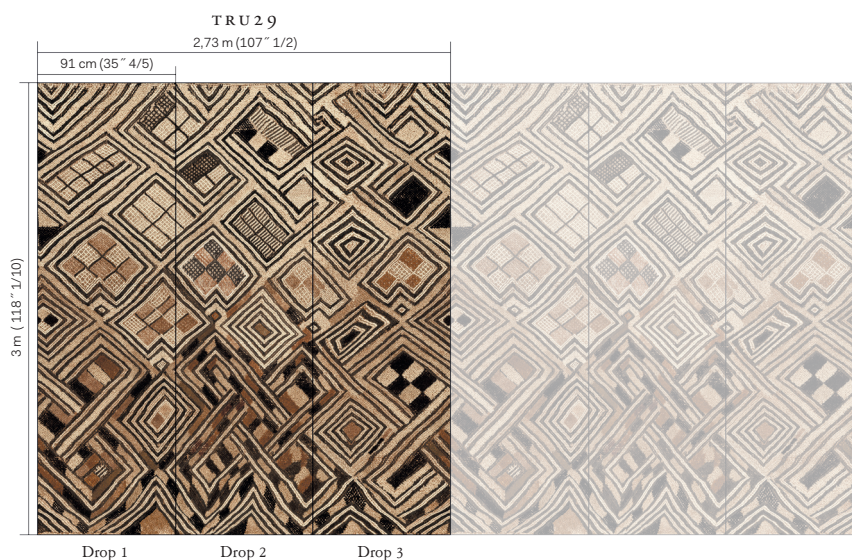 TRU29
2,73 m (107˝ 1/2)
91 cm (35˝ 4/5)
3 m ( 118˝ 1/10)
Drop 1
Drop 2
Drop 3